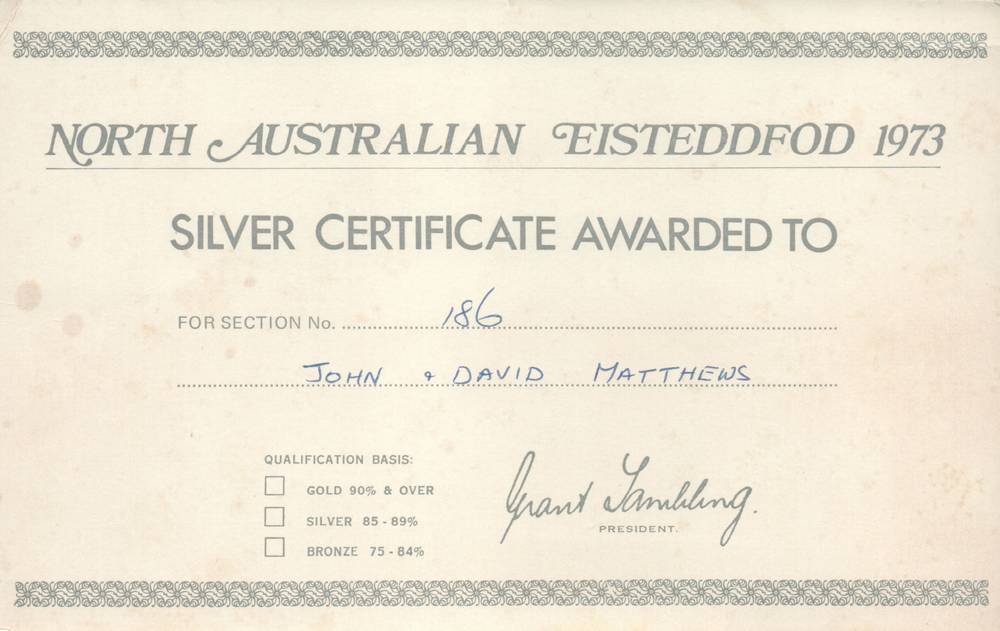 NORTH AUSTRALIAN EISTEDDFOD 1973
SILVER CERTIFICATE AWARDED TO
FOR SECTION No. 186
JOHN & DAVID MATTHEWS
QUALIFICATION BASIS:
GOLD 90% & OVER
SILVER 85 - 89%
BRONZE 75 - 84%
Grant Tambling.
PRESIDENT.